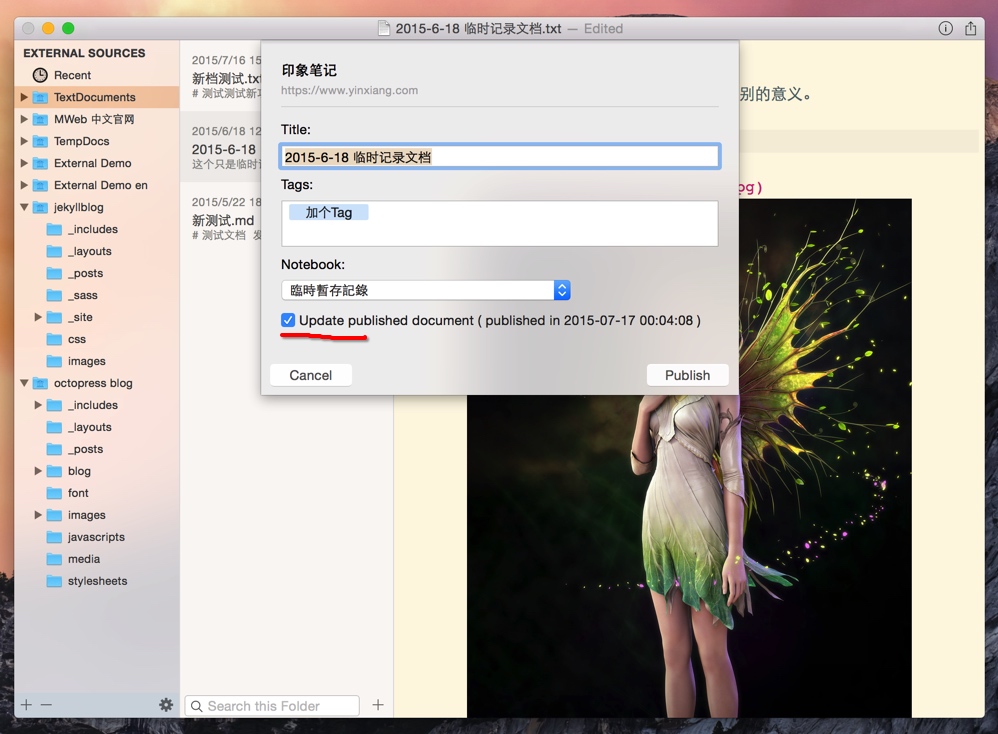 2015-6-18 临时记录文档.txt — Edited
EXTERNAL SOURCES
Recent
TextDocuments
MWeb 中文官网
TempDocs
External Demo
External Demo en
jekyllblog
_includes
_layouts
_posts
_sass
_site
css
images
octopress blog
_includes
_layouts
_posts
blog
font
images
javascripts
media
stylesheets
2015/7/16 15
新档测试.txt
# 测试测试新
2015/6/18 12
2015-6-18
这个只是临时
2015/5/22 18
新测试.md
# 测试文档 发
Search this Folder
印象笔记
https://www.yinxiang.com
Title:
2015-6-18 临时记录文档
Tags:
加个Tag
Notebook:
臨時暫存記錄
Update published document ( published in 2015-07-17 00:04:08 )
Cancel
Publish
别的意义。
pg)